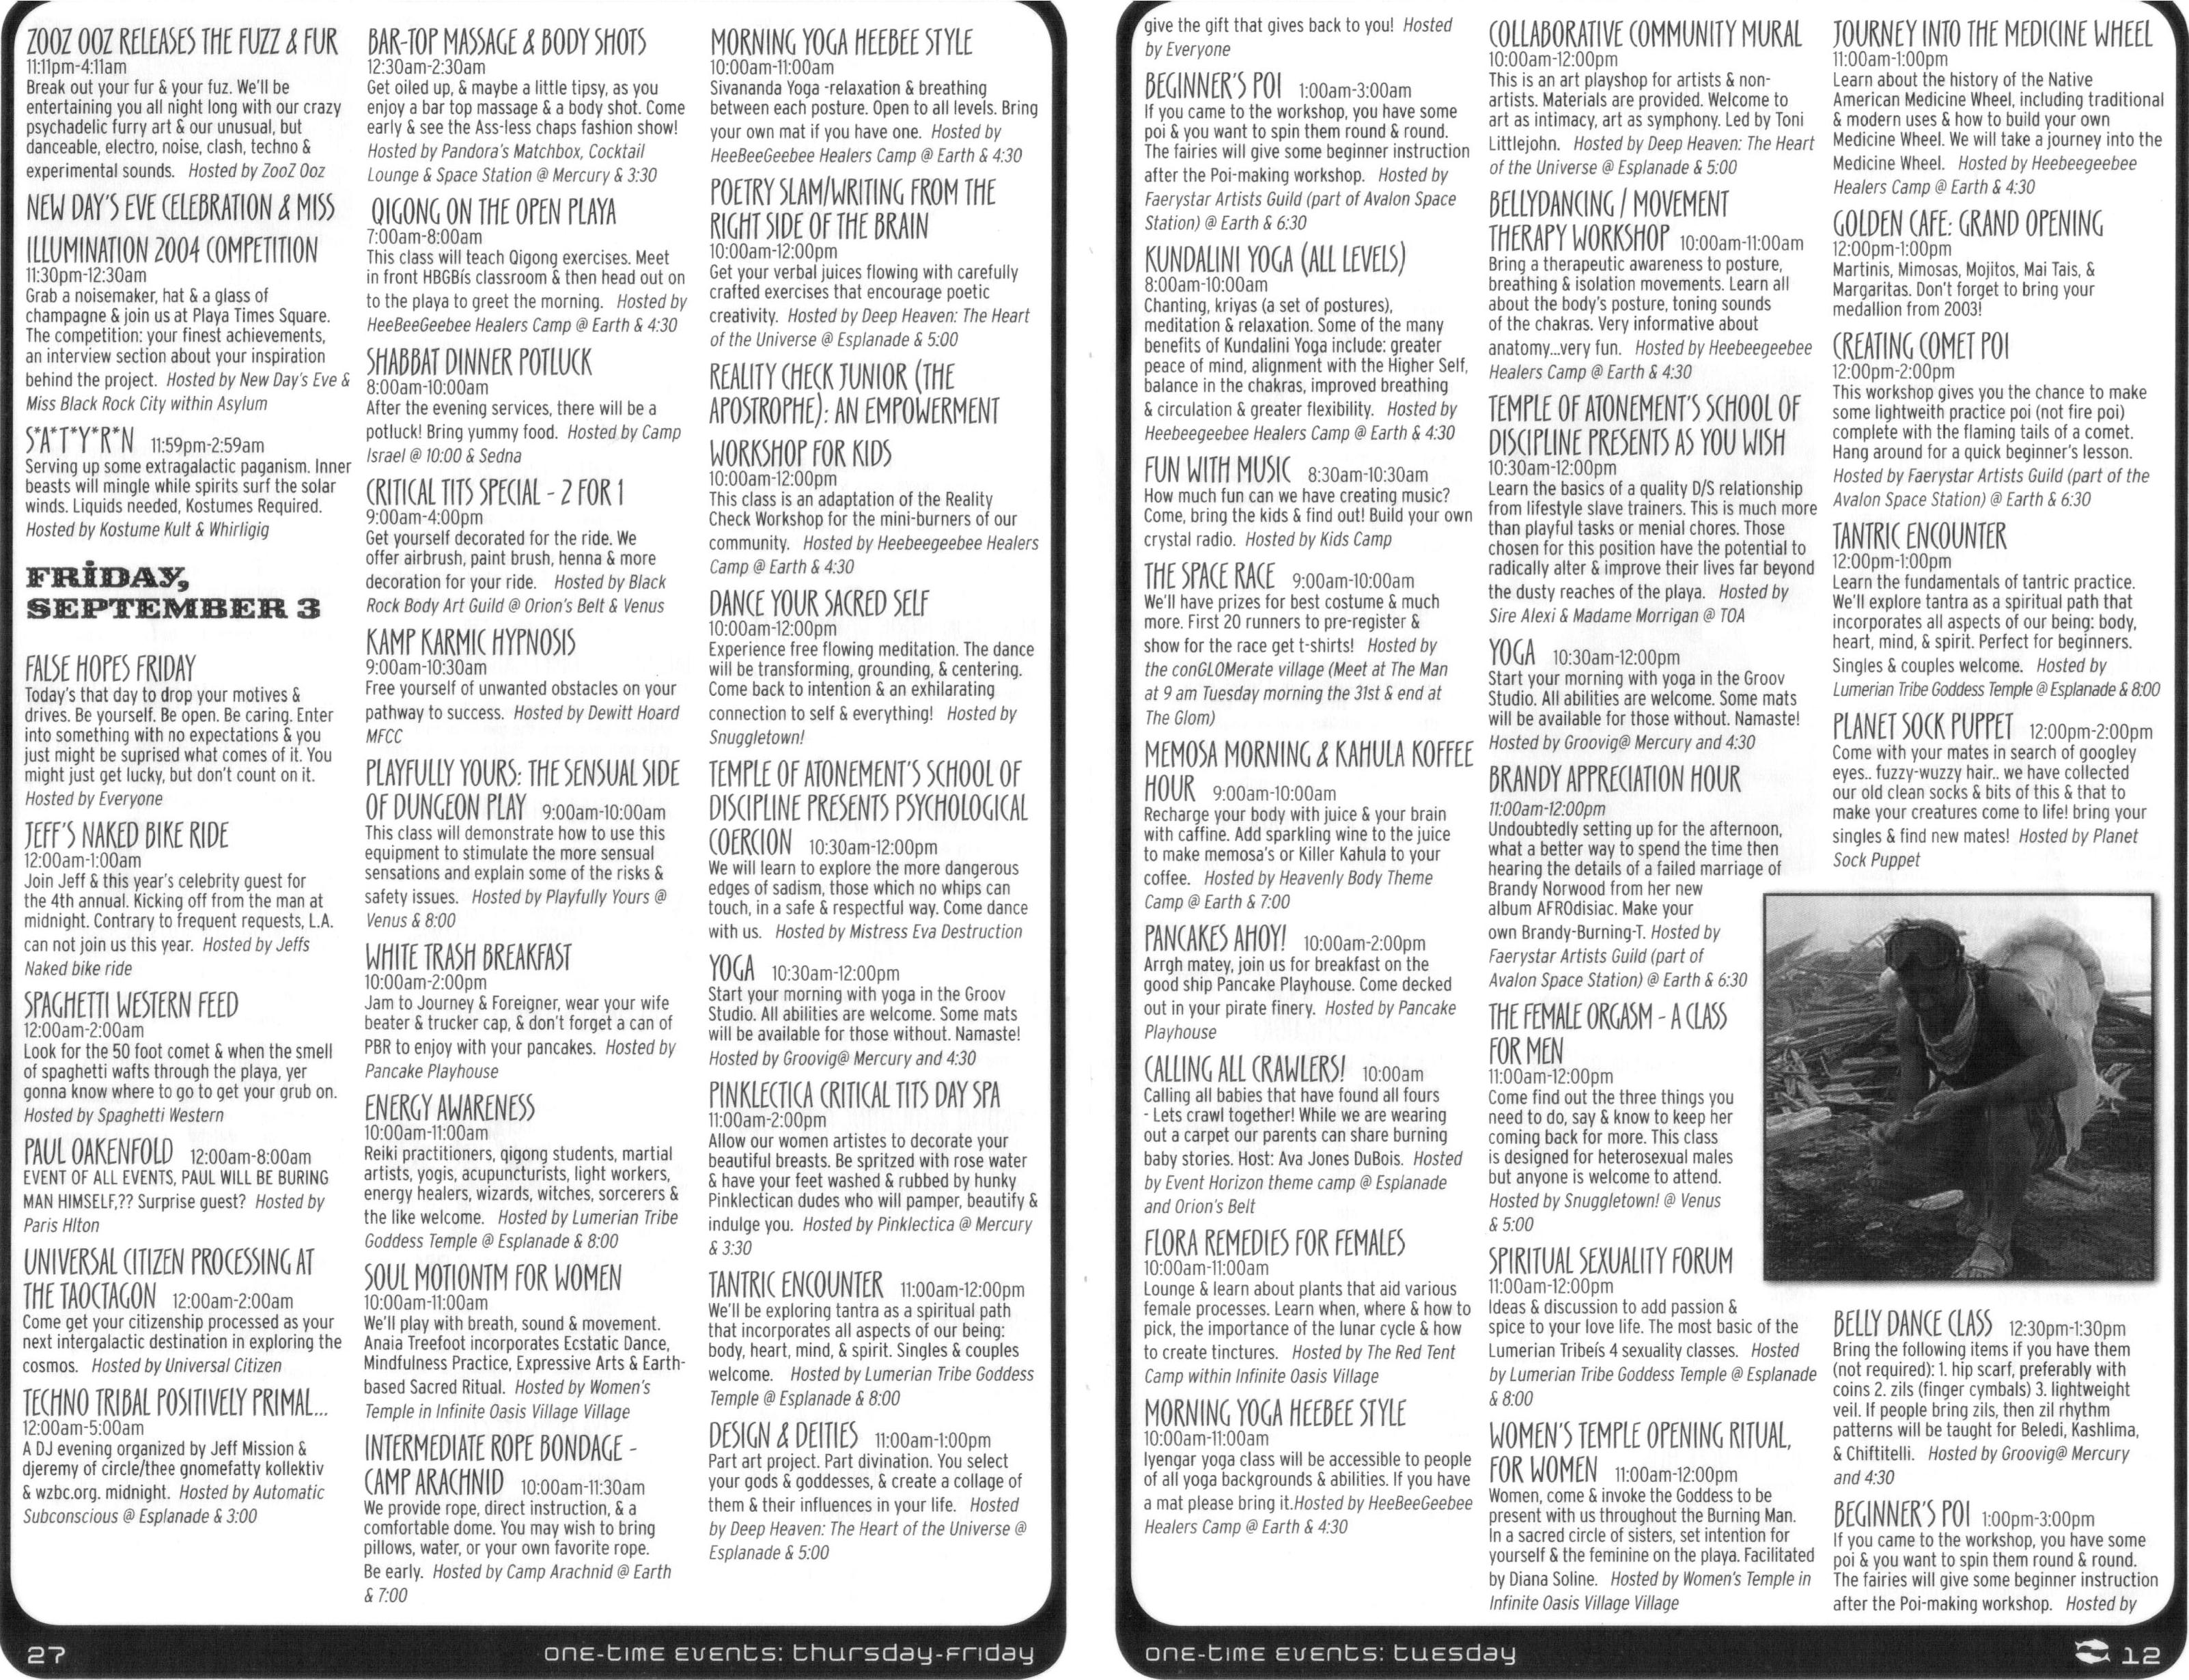 ZOOZ OOZ RELEASES THE FUZZ & FUR
11:11pm-4:11am
Break out your fur & your fuz. We'll be
entertaining you all night long with our crazy
psychadelic furry art & our unusual, but
danceable, electro, noise, clash, techno &
experimental sounds. Hosted by ZooZ Ooz
NEW DAY'S EVE CELEBRATION & MISS
ILLUMINATION 2004 COMPETITION
11:30pm-12:30am
Grab a noisemaker, hat & a glass of
champagne & join us at Playa Times Square.
The competition: your finest achievements,
an interview section about your inspiration
behind the project. Hosted by New Day's Eve &
Miss Black Rock City within Asylum
S*A*T*Y*R*N 11:59pm-2:59am
Serving up some extragalactic paganism. Inner
beasts will mingle while spirits surf the solar
winds. Liquids needed, Kostumes Required.
Hosted by Kostume Kult & Whirligig
FRIDAY,
SEPTEMBER 3
FALSE HOPES FRIDAY
Today's that day to drop your motives &
drives. Be yourself. Be open. Be caring. Enter
into something with no expectations & you
just might be suprised what comes of it. You
might just get lucky, but don't count on it.
Hosted by Everyone
JEFF'S NAKED BIKE RIDE
12:00am-1:00am
Join Jeff & this year's celebrity guest for
the 4th annual. Kicking off from the man at
midnight. Contrary to frequent requests, L.A.
can not join us this year. Hosted by Jeffs
Naked bike ride
SPAGHETTI WESTERN FEED
12:00am-2:00am
Look for the 50 foot comet & when the smell
of spaghetti wafts through the playa, yer
gonna know where to go to get your grub on.
Hosted by Spaghetti Western
PAUL OAKENFOLD 12:00am-8:00am
EVENT OF ALL EVENTS, PAUL WILL BE BURING
MAN HIMSELF,?? Surprise guest? Hosted by
Paris HIton
UNIVERSAL CITIZEN PROCESSING AT
THE TAOCTAGON 12:00am-2:00am
Come get your citizenship processed as your
next intergalactic destination in exploring the
cosmos. Hosted by Universal Citizen
TECHNO TRIBAL POSITIVELY PRIMAL...
12:00am-5:00am
A DJ evening organized by Jeff Mission &
djeremy of circle/thee gnomefatty kollektiv
& wzbc.org. midnight. Hosted by Automatic
Subconscious @ Esplanade & 3:00
BAR-TOP MASSAGE & BODY SHOTS
12:30am-2:30am
Get oiled up, & maybe a little tipsy, as you
enjoy a bar top massage & a body shot. Come
early & see the Ass-less chaps fashion show!
Hosted by Pandora's Matchbox, Cocktail
Lounge & Space Station @ Mercury & 3:30
QIGONG ON THE OPEN PLAYA
7:00am-8:00am
This class will teach Qigong exercises. Meet
in front HBGBís classroom & then head out on
to the playa to greet the morning. Hosted by
HeeBeeGeebee Healers Camp @ Earth & 4:30
SHABBAT DINNER POTLUCK
8:00am-10:00am
After the evening services, there will be a
potluck! Bring yummy food. Hosted by Camp
Israel @ 10:00 & Sedna
CRITICAL TITS SPECIAL - 2 FOR 1
9:00am-4:00pm
Get yourself decorated for the ride. We
offer airbrush, paint brush, henna & more
decoration for your ride. Hosted by Black
Rock Body Art Guild @ Orion's Belt & Venus
KAMP KARMIC HYPNOSIS
9:00am-10:30am
Free yourself of unwanted obstacles on your
pathway to success. Hosted by Dewitt Hoard
MFCC
PLAYFULLY YOURS: THE SENSUAL SIDE
OF DUNGEON PLAY 9:00am-10:00am
This class will demonstrate how to use this
equipment to stimulate the more sensual
sensations and explain some of the risks &
safety issues. Hosted by Playfully Yours @
Venus & 8:00
WHITE TRASH BREAKFAST
10:00am-2:00pm
Jam to Journey & Foreigner, wear your wife
beater & trucker cap, & don't forget a can of
PBR to enjoy with your pancakes. Hosted by
Pancake Playhouse
ENERGY AWARENESS
10:00am-11:00am
Reiki practitioners, qigong students, martial
artists, yogis, acupuncturists, light workers,
energy healers, wizards, witches, sorcerers &
the like welcome. Hosted by Lumerian Tribe
Goddess Temple @ Esplanade & 8:00
SOUL MOTIONTM FOR WOMEN
10:00am-11:00am
We'll play with breath, sound & movement.
Anaia Treefoot incorporates Ecstatic Dance,
Mindfulness Practice, Expressive Arts & Earth-
based Sacred Ritual. Hosted by Women's
Temple in Infinite Oasis Village Village
INTERMEDIATE ROPE BONDAGE -
CAMP ARACHNID 10:00am-11:30am
We provide rope, direct instruction, & a
comfortable dome. You may wish to bring
pillows, water, or your own favorite rope.
Be early. Hosted by Camp Arachnid @ Earth
& 7:00
MORNING YOGA HEEBEE STYLE
10:00am-11:00am
Sivananda Yoga -relaxation & breathing
between each posture. Open to all levels. Bring
your own mat if you have one. Hosted by
HeeBeeGeebee Healers Camp @ Earth & 4:30
POETRY SLAM/WRITING FROM THE
RIGHT SIDE OF THE BRAIN
10:00am-12:00pm
Get your verbal juices flowing with carefully
crafted exercises that encourage poetic
creativity. Hosted by Deep Heaven: The Heart
of the Universe @ Esplanade & 5:00
REALITY CHECK JUNIOR (THE
APOSTROPHE): AN EMPOWERMENT
WORKSHOP FOR KIDS
10:00am-12:00pm
This class is an adaptation of the Reality
Check Workshop for the mini-burners of our
community. Hosted by Heebeegeebee Healers
Camp @ Earth & 4:30
DANCE YOUR SACRED SELF
10:00am-12:00pm
Experience free flowing meditation. The dance
will be transforming, grounding, & centering.
Come back to intention & an exhilarating
connection to self & everything! Hosted by
Snuggletown!
TEMPLE OF ATONEMENT'S SCHOOL OF
DISCIPLINE PRESENTS PSYCHOLOGICAL
COERCION 10:30am-12:00pm
We will learn to explore the more dangerous
edges of sadism, those which no whips can
touch, in a safe & respectful way. Come dance
with us. Hosted by Mistress Eva Destruction
YOGA 10:30am-12:00pm
Start your morning with yoga in the Groov
Studio. All abilities are welcome. Some mats
will be available for those without. Namaste!
Hosted by Groovig@ Mercury and 4:30
PINKLECTICA CRITICAL TITS DAY SPA
11:00am-2:00pm
Allow our women artistes to decorate your
beautiful breasts. Be spritzed with rose water
& have your feet washed & rubbed by hunky
Pinklectican dudes who will pamper, beautify &
indulge you. Hosted by Pinklectica @ Mercury
& 3:30
TANTRIC ENCOUNTER 11:00am-12:00pm
We'll be exploring tantra as a spiritual path
that incorporates all aspects of our being:
body, heart, mind, & spirit. Singles & couples
welcome. Hosted by Lumerian Tribe Goddess
Temple @ Esplanade & 8:00
DESIGN & DEITIES 11:00am-1:00pm
Part art project. Part divination. You select
your gods & goddesses, & create a collage of
them & their influences in your life. Hosted
by Deep Heaven: The Heart of the Universe @
Esplanade & 5:00
27 one-time events: thursday-Friday
give the gift that gives back to you! Hosted
by Everyone
BEGINNER'S POI 1:00am-3:00am
If you came to the workshop, you have some
poi & you want to spin them round & round.
The fairies will give some beginner instruction
after the Poi-making workshop. Hosted by
Faerystar Artists Guild (part of Avalon Space
Station) @ Earth & 6:30
KUNDALINI YOGA (ALL LEVELS)
8:00am-10:00am
Chanting, kriyas (a set of postures),
meditation & relaxation. Some of the many
benefits of Kundalini Yoga include: greater
peace of mind, alignment with the Higher Self,
balance in the chakras, improved breathing
& circulation & greater flexibility. Hosted by
Heebeegeebee Healers Camp @ Earth & 4:30
FUN WITH MUSIC 8:30am-10:30am
How much fun can we have creating music?
Come, bring the kids & find out! Build your own
crystal radio. Hosted by Kids Camp
THE SPACE RACE 9:00am-10:00am
We'll have prizes for best costume & much
more. First 20 runners to pre-register &
show for the race get t-shirts! Hosted by
the conGLOMerate village (Meet at The Man
at 9 am Tuesday morning the 31st & end at
The Glom)
MEMOSA MORNING & KAHULA KOFFEE
HOUR 9:00am-10:00am
Recharge your body with juice & your brain
with caffine. Add sparkling wine to the juice
to make memosa's or Killer Kahula to your
coffee. Hosted by Heavenly Body Theme
Camp @ Earth & 7:00
PANCAKES AHOY! 10:00am-2:00pm
Arrgh matey, join us for breakfast on the
good ship Pancake Playhouse. Come decked
out in your pirate finery. Hosted by Pancake
Playhouse
CALLING ALL CRAWLERS! 10:00am
Calling all babies that have found all fours
- Lets crawl together! While we are wearing
out a carpet our parents can share burning
baby stories. Host: Ava Jones DuBois. Hosted
by Event Horizon theme camp @ Esplanade
and Orion's Belt
FLORA REMEDIES FOR FEMALES
10:00am-11:00am
Lounge & learn about plants that aid various
female processes. Learn when, where & how to
pick, the importance of the lunar cycle & how
to create tinctures. Hosted by The Red Tent
Camp within Infinite Oasis Village
MORNING YOGA HEEBEE STYLE
10:00am-11:00am
Iyengar yoga class will be accessible to people
of all yoga backgrounds & abilities. If you have
a mat please bring it.Hosted by HeeBeeGeebee
Healers Camp @ Earth & 4:30
COLLABORATIVE COMMUNITY MURAL
10:00am-12:00pm
This is an art playshop for artists & non-
artists. Materials are provided. Welcome to
art as intimacy, art as symphony. Led by Toni
Littlejohn. Hosted by Deep Heaven: The Heart
of the Universe @ Esplanade & 5:00
BELLYDANCING / MOVEMENT
THERAPY WORKSHOP 10:00am-11:00am
Bring a therapeutic awareness to posture,
breathing & isolation movements. Learn all
about the body's posture, toning sounds
of the chakras. Very informative about
anatomy...very fun. Hosted by Heebeegeebee
Healers Camp @ Earth & 4:30
TEMPLE OF ATONEMENT'S SCHOOL OF
DISCIPLINE PRESENTS AS YOU WISH
10:30am-12:00pm
Learn the basics of a quality D/S relationship
from lifestyle slave trainers. This is much more
than playful tasks or menial chores. Those
chosen for this position have the potential to
radically alter & improve their lives far beyond
the dusty reaches of the playa. Hosted by
Sire Alexi & Madame Morrigan @ TOA
YOGA 10:30am-12:00pm
Start your morning with yoga in the Groov
Studio. All abilities are welcome. Some mats
will be available for those without. Namaste!
Hosted by Groovig@ Mercury and 4:30
BRANDY APPRECIATION HOUR
11:00am-12:00pm
Undoubtedly setting up for the afternoon,
what a better way to spend the time then
hearing the details of a failed marriage of
Brandy Norwood from her new
album AFROdisiac. Make your
own Brandy-Burning-T. Hosted by
Faerystar Artists Guild (part of
Avalon Space Station) @ Earth & 6:30
THE FEMALE ORGASM - A CLASS
FOR MEN
11:00am-12:00pm
Come find out the three things you
need to do, say & know to keep her
coming back for more. This class
is designed for heterosexual males
but anyone is welcome to attend.
Hosted by Snuggletown! @ Venus
& 5:00
SPIRITUAL SEXUALITY FORUM
11:00am-12:00pm
Ideas & discussion to add passion &
spice to your love life. The most basic of the
Lumerian Tribeís 4 sexuality classes. Hosted
by Lumerian Tribe Goddess Temple @ Esplanade
& 8:00
WOMEN'S TEMPLE OPENING RITUAL,
FOR WOMEN 11:00am-12:00pm
Women, come & invoke the Goddess to be
present with us throughout the Burning Man.
In a sacred circle of sisters, set intention for
yourself & the feminine on the playa. Facilitated
by Diana Soline. Hosted by Women's Temple in
Infinite Oasis Village Village
JOURNEY INTO THE MEDICINE WHEEL
11:00am-1:00pm
Learn about the history of the Native
American Medicine Wheel, including traditional
& modern uses & how to build your own
Medicine Wheel. We will take a journey into the
Medicine Wheel. Hosted by Heebeegeebee
Healers Camp @ Earth & 4:30
GOLDEN CAFE: GRAND OPENING
12:00pm-1:00pm
Martinis, Mimosas, Mojitos, Mai Tais, &
Margaritas. Don't forget to bring your
medallion from 2003!
CREATING COMET POI
12:00pm-2:00pm
This workshop gives you the chance to make
some lightweith practice poi (not fire poi)
complete with the flaming tails of a comet.
Hang around for a quick beginner's lesson.
Hosted by Faerystar Artists Guild (part of the
Avalon Space Station) @ Earth & 6:30
TANTRIC ENCOUNTER
12:00pm-1:00pm
Learn the fundamentals of tantric practice.
We'll explore tantra as a spiritual path that
incorporates all aspects of our being: body,
heart, mind, & spirit. Perfect for beginners.
Singles & couples welcome. Hosted by
Lumerian Tribe Goddess Temple @ Esplanade & 8:00
PLANET SOCK PUPPET 12:00pm-2:00pm
Come with your mates in search of googley
eyes.. fuzzy-wuzzy hair.. we have collected
our old clean socks & bits of this & that to
make your creatures come to life! bring your
singles & find new mates! Hosted by Planet
Sock Puppet
BELLY DANCE CLASS 12:30pm-1:30pm
Bring the following items if you have them
(not required): 1. hip scarf, preferably with
coins 2. zils (finger cymbals) 3. lightweight
veil. If people bring zils, then zil rhythm
patterns will be taught for Beledi, Kashlima,
& Chiftitelli. Hosted by Groovig@ Mercury
and 4:30
BEGINNER'S POI 1:00pm-3:00pm
If you came to the workshop, you have some
poi & you want to spin them round & round.
The fairies will give some beginner instruction
after the Poi-making workshop. Hosted by
one-time events: tuesday 12